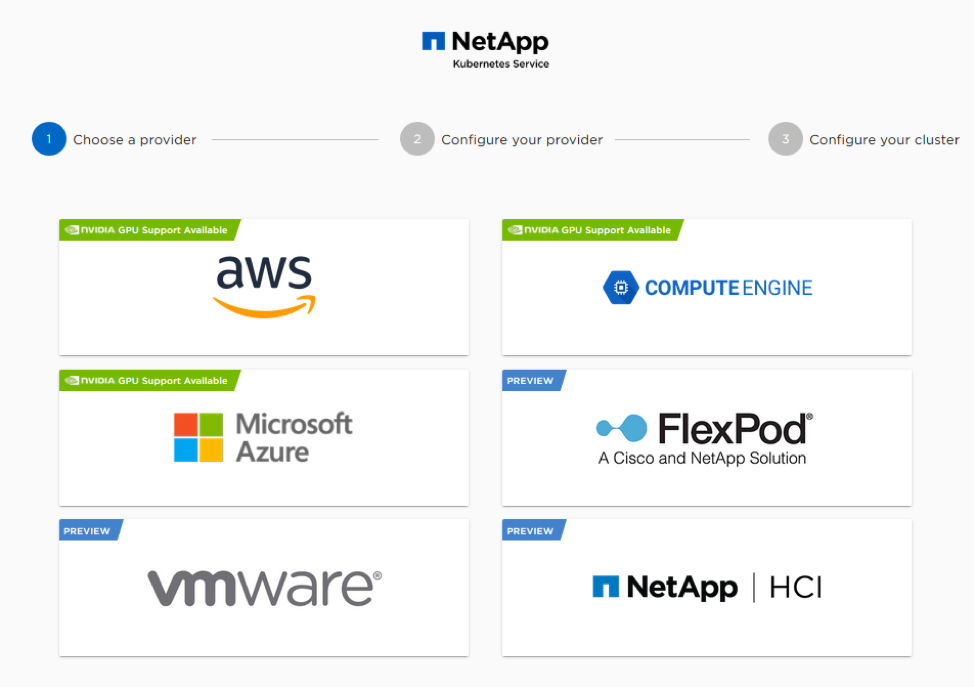 NetApp
Kubernetes Service
1 Choose a provider
2 Configure your provider
3 Configure your cluster
NVIDIA GPU Support Available
aws
NVIDIA GPU Support Available
COMPUTE ENGINE
NVIDIA GPU Support Available
Microsoft
Azure
PREVIEW
FlexPod®
A Cisco and NetApp Solution
PREVIEW
vmware®
PREVIEW
NetApp | HCI